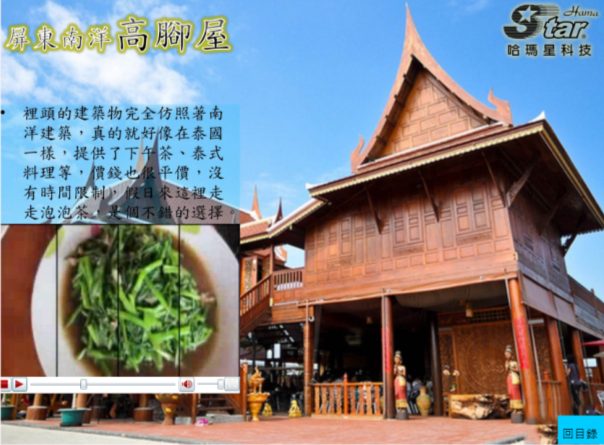 屏東南洋高腳屋
Hama
Star
哈瑪星科技
• 裡頭的建築物完全仿照著南
洋建築，真的就好像在泰國
一樣，提供了下午茶、泰式
料理等，價錢也很平價，沒
有時間限制，假日來這裡走
走泡泡茶，是個不錯的選擇。
回目錄